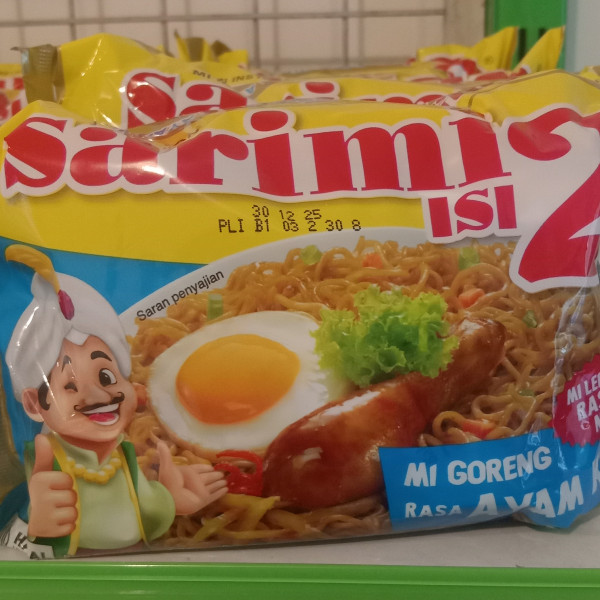 Sarimi
ISI 2
30 12 25
PLI B1 03 2 30 8
Saran penyajian
MI GORENG
RASA AYAM